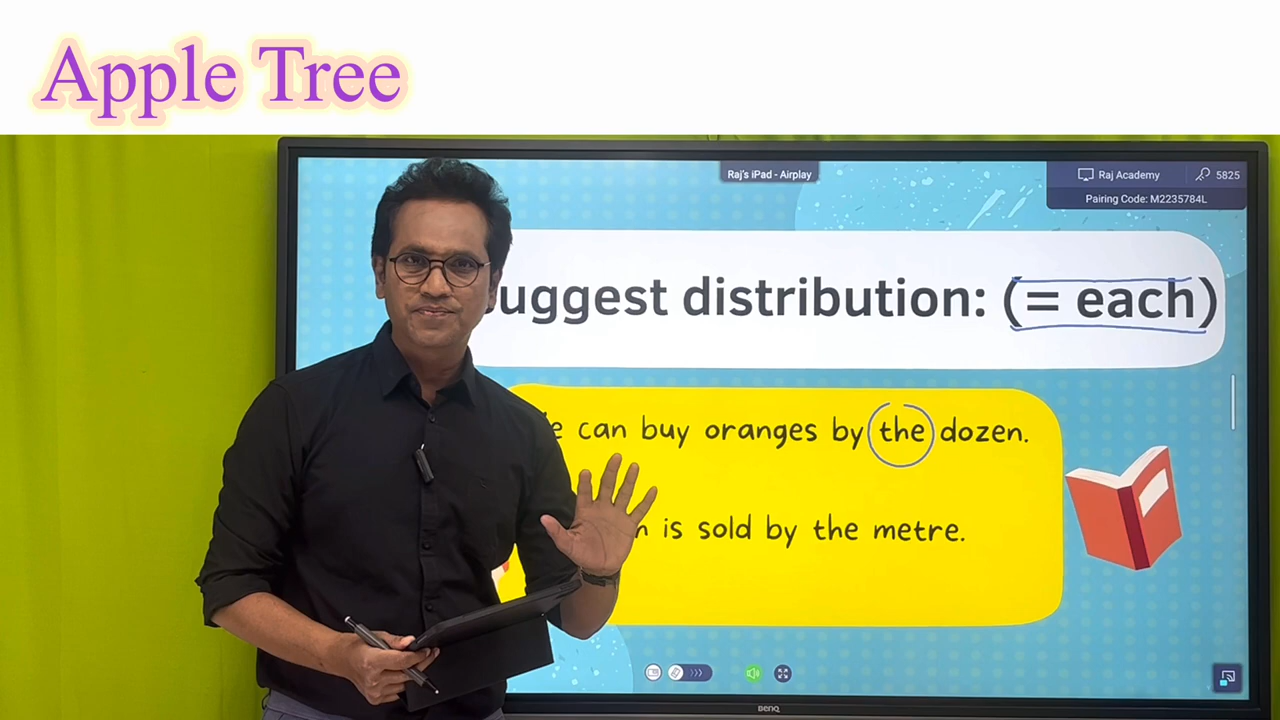 Apple Tree
Raj's iPad - Airplay
Raj Academy 5825
Pairing Code: M2235784L
uggest distribution: (= each)
can buy oranges by the dozen.
is sold by the metre.
BenQ